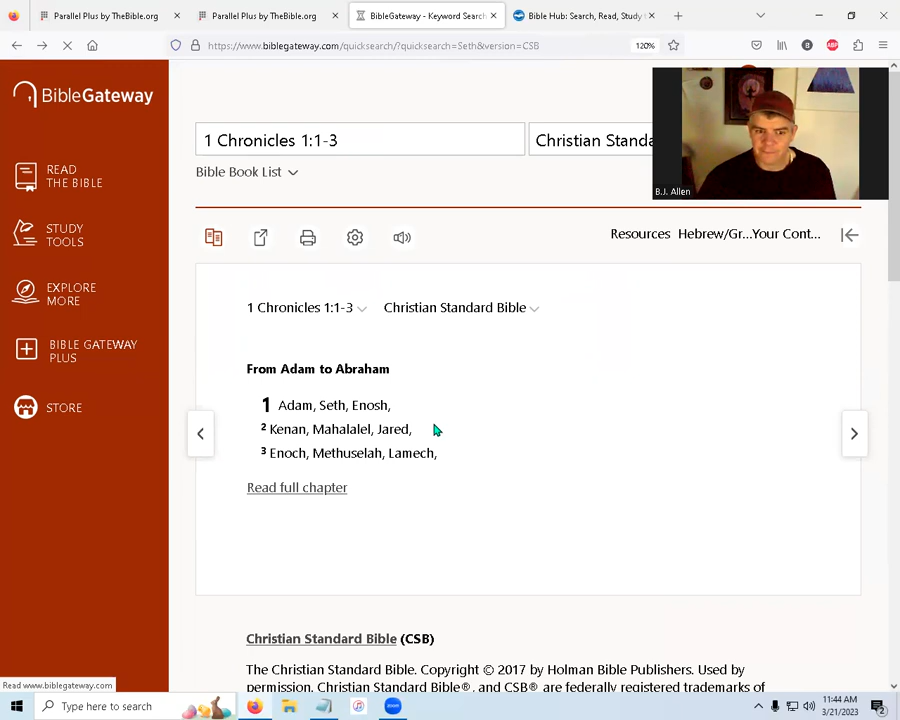 Parallel Plus by TheBible.org
Parallel Plus by TheBible.org
BibleGateway - Keyword Search
Bible Hub: Search, Read, Study
https://www.biblegateway.com/quicksearch/?quicksearch=Seth&version=CSB
120%
BibleGateway
READ
THE BIBLE
STUDY
TOOLS
EXPLORE
MORE
BIBLE GATEWAY
PLUS
STORE
1 Chronicles 1:1-3
Christian Standa
Bible Book List
B.J. Allen
Resources Hebrew/Gr...Your Cont...
1 Chronicles 1:1-3 Christian Standard Bible
From Adam to Abraham
1 Adam, Seth, Enosh,
2 Kenan, Mahalalel, Jared,
3 Enoch, Methuselah, Lamech,
Read full chapter
Christian Standard Bible (CSB)
The Christian Standard Bible. Copyright © 2017 by Holman Bible Publishers. Used by
permission. Christian Standard Bible®, and CSB® are federally registered trademarks of
Read www.biblegateway.com
Type here to search
11:44 AM
3/21/2023
2